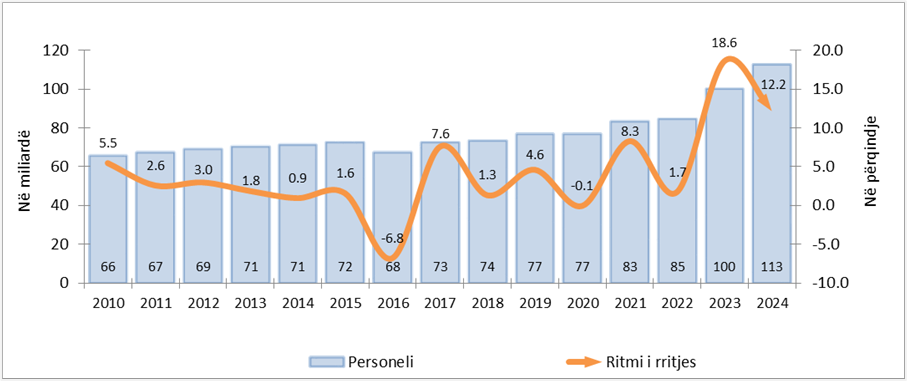 18.6
120 20.0
100 15.0
12.2
80 10.0
5.5 2.6 3.0 1.8 0.9 1.6 -6.8 7.6 1.3 4.6 -0.1 8.3 1.7
60 5.0
40 0.0
20 -5.0
66 67 69 71 71 72 68 73 74 77 77 83 85 100 113
0 -10.0
2010 2011 2012 2013 2014 2015 2016 2017 2018 2019 2020 2021 2022 2023 2024
Në miliardë
Në përqindje
Personeli Ritmi i rritjes